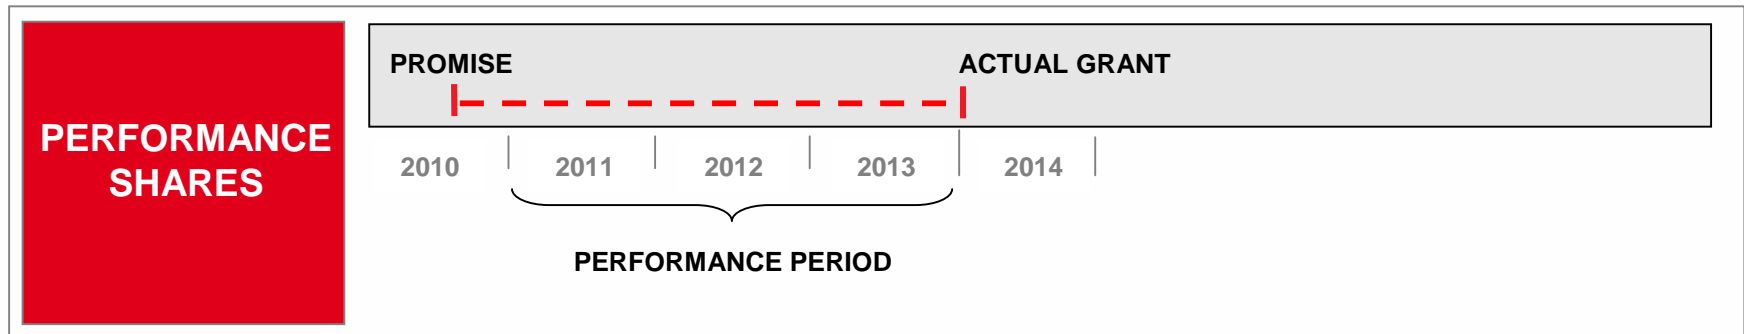 PERFORMANCE
SHARES
PROMISE
ACTUAL GRANT
2010
2011
2012
2013
2014
PERFORMANCE PERIOD